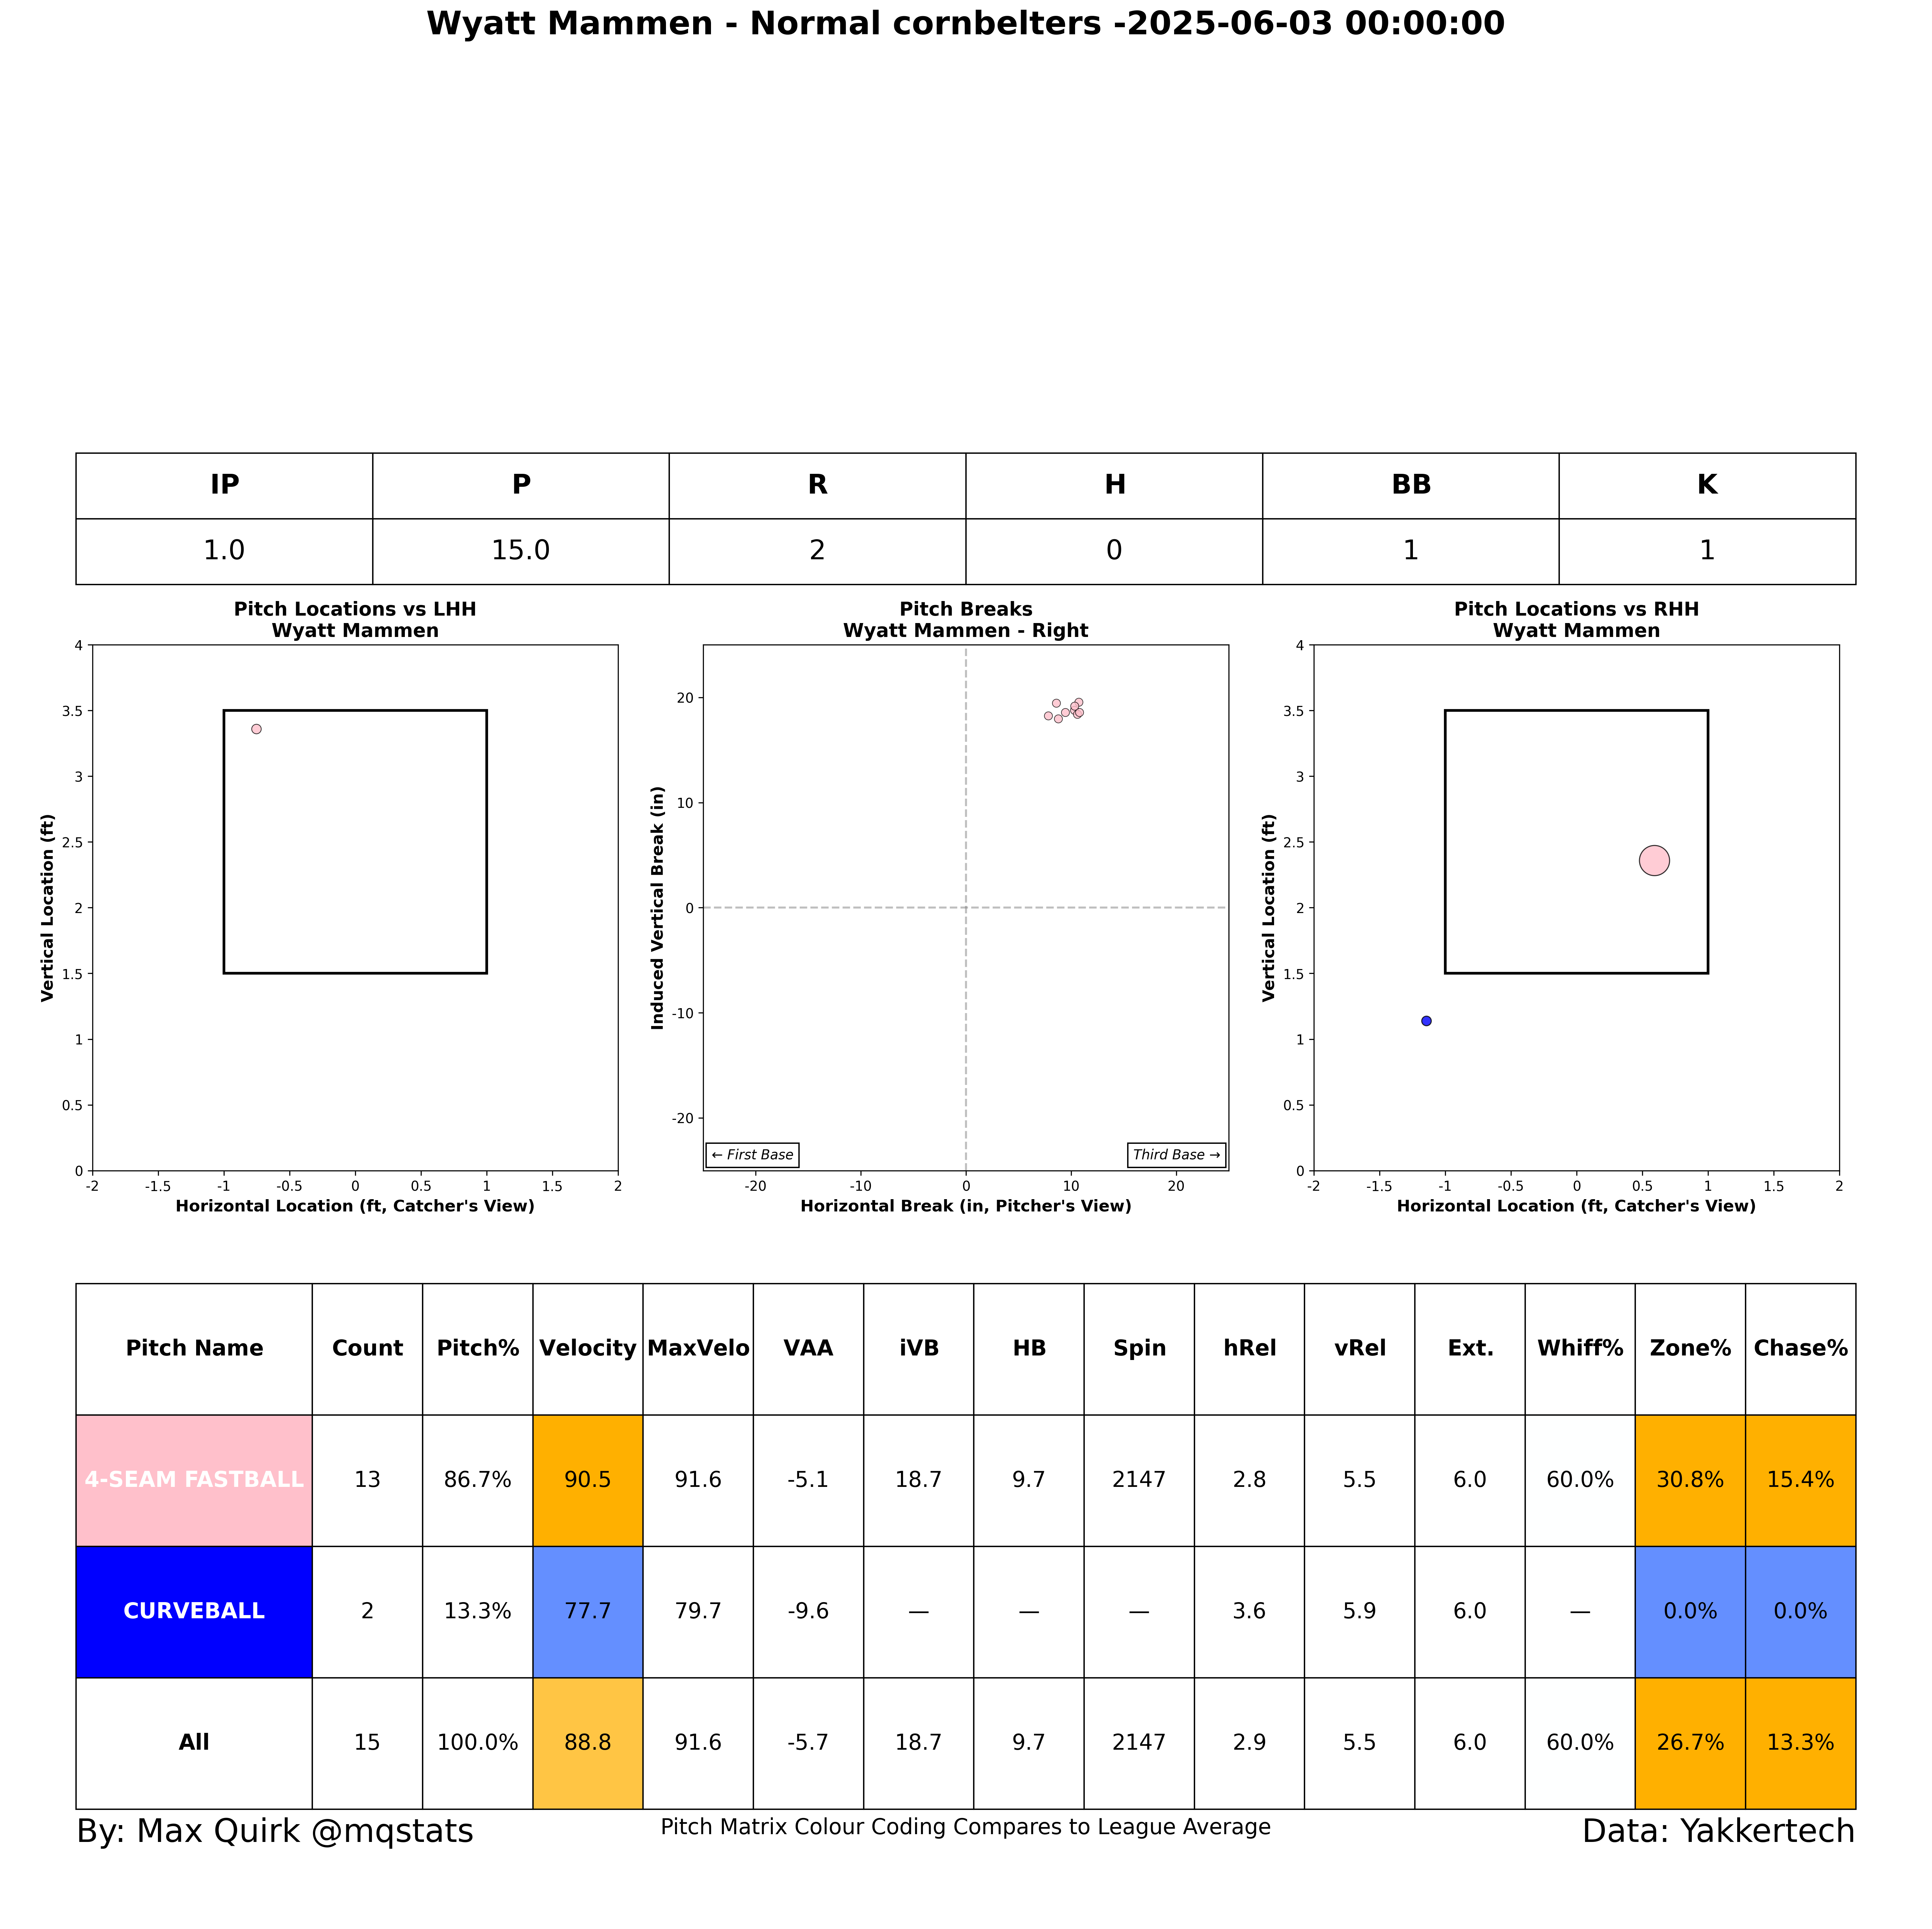 Wyatt Mammen - Normal cornbelters -2025-06-03 00:00:00
IP P R H BB K
1.0 15.0 2 0 1 1
Pitch Locations vs LHH
Wyatt Mammen
4
3.5
3
2.5
2
1.5
1
0.5
0
Vertical Location (ft)
-2 -1.5 -1 -0.5 0 0.5 1 1.5 2
Horizontal Location (ft, Catcher's View)
Pitch Breaks
Wyatt Mammen - Right
20
10
0
-10
-20
Induced Vertical Break (in)
← First Base
Third Base →
-20 -10 0 10 20
Horizontal Break (in, Pitcher's View)
Pitch Locations vs RHH
Wyatt Mammen
4
3.5
3
2.5
2
1.5
1
0.5
0
Vertical Location (ft)
-2 -1.5 -1 -0.5 0 0.5 1 1.5 2
Horizontal Location (ft, Catcher's View)
Pitch Name Count Pitch% Velocity MaxVelo VAA iVB HB Spin hRel vRel Ext. Whiff% Zone% Chase%
4-SEAM FASTBALL 13 86.7% 90.5 91.6 -5.1 18.7 9.7 2147 2.8 5.5 6.0 60.0% 30.8% 15.4%
CURVEBALL 2 13.3% 77.7 79.7 -9.6 — — — 3.6 5.9 6.0 — 0.0% 0.0%
All 15 100.0% 88.8 91.6 -5.7 18.7 9.7 2147 2.9 5.5 6.0 60.0% 26.7% 13.3%
By: Max Quirk @mqstats
Pitch Matrix Colour Coding Compares to League Average
Data: Yakkertech